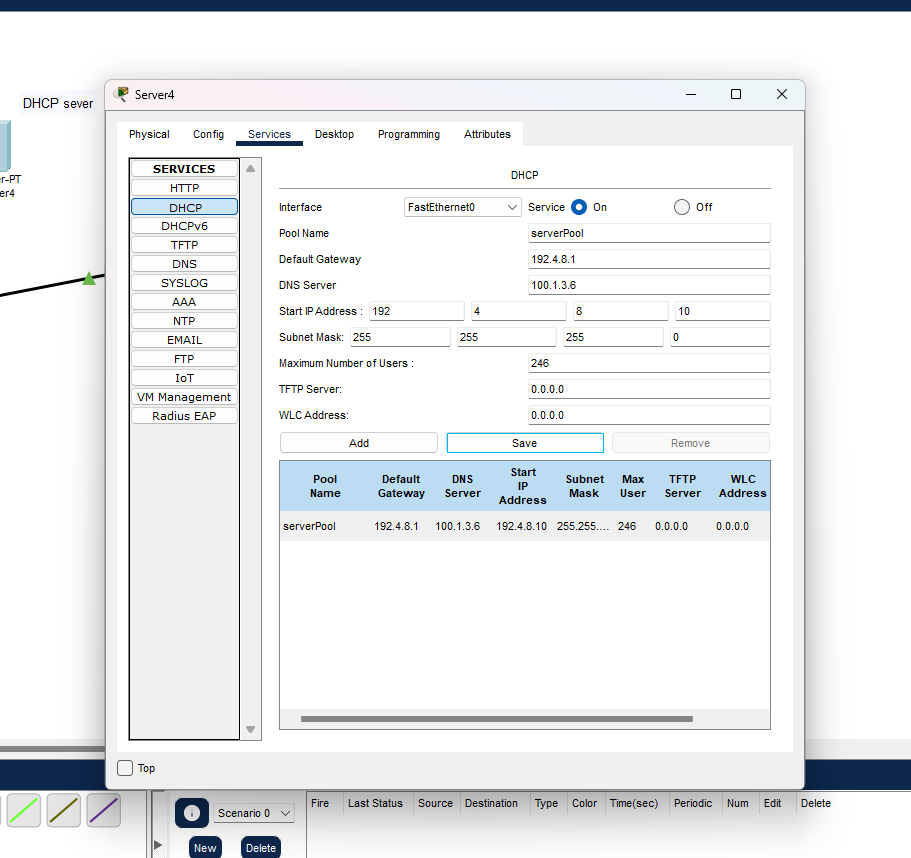 DHCP sever
r-PT
er4
Server4
Physical Config Services Desktop Programming Attributes
SERVICES
HTTP
DHCP
DHCPv6
TFTP
DNS
SYSLOG
AAA
NTP
EMAIL
FTP
IoT
VM Management
Radius EAP
DHCP
Interface FastEthernet0 Service On Off
Pool Name serverPool
Default Gateway 192.4.8.1
DNS Server 100.1.3.6
Start IP Address : 192 4 8 10
Subnet Mask: 255 255 255 0
Maximum Number of Users : 246
TFTP Server: 0.0.0.0
WLC Address: 0.0.0.0
Add Save Remove
Pool Name Default Gateway DNS Server Start IP Address Subnet Mask Max User TFTP Server WLC Address
serverPool 192.4.8.1 100.1.3.6 192.4.8.10 255.255.... 246 0.0.0.0 0.0.0.0
Top
Scenario 0 Fire Last Status Source Destination Type Color Time(sec) Periodic Num Edit Delete
New Delete